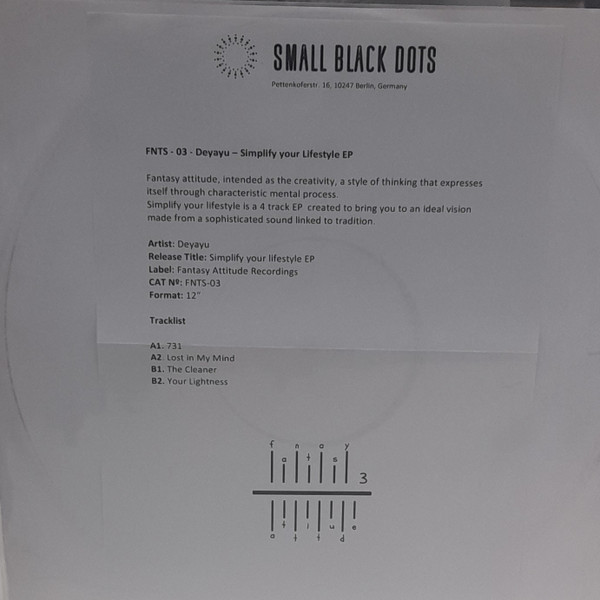 SMALL BLACK DOTS
Pettenkoferstr. 16, 10247 Berlin, Germany
FNTS - 03 - Deyayu – Simplify your Lifestyle EP
Fantasy attitude, intended as the creativity, a style of thinking that expresses
itself through characteristic mental process.
Simplify your lifestyle is a 4 track EP created to bring you to an ideal vision
made from a sophisticated sound linked to tradition.
Artist: Deyayu
Release Title: Simplify your lifestyle EP
Label: Fantasy Attitude Recordings
CAT Nº: FNTS-03
Format: 12"
Tracklist
A1. 731
A2. Lost in My Mind
B1. The Cleaner
B2. Your Lightness
f a n t a s y 3
a t t i t u d e